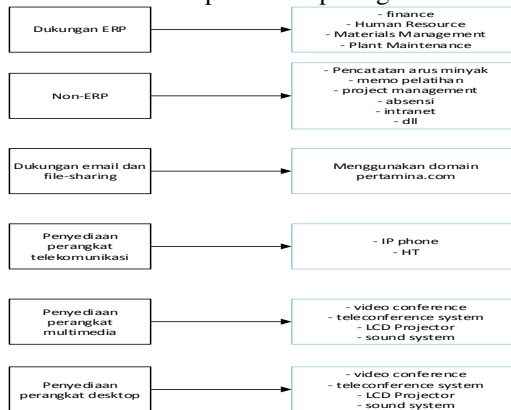 Dukungan ERP
- finance
- Human Resource
- Materials Management
- Plant Maintenance
Non-ERP
- Pencatatan arus minyak
- memo pelatihan
- project management
- absensi
- intranet
- dll
Dukungan email dan
file-sharing
Menggunakan domain
pertamina.com
Penyediaan
perangkat
telekomunikasi
- IP phone
- HT
Penyediaan
perangkat
multimedia
- video conference
- teleconference system
- LCD Projector
- sound system
Penyediaan
perangkat desktop
- video conference
- teleconference system
- LCD Projector
- sound system